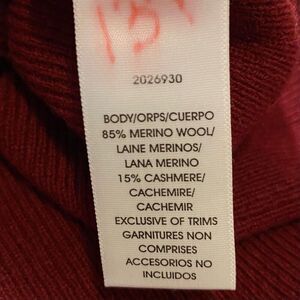 2026930
BODY/ORPS/CUERPO
85% MERINO WOOL/
LAINE MERINOS/
LANA MERINO
15% CASHMERE/
CACHEMIRE/
CACHEMIR
EXCLUSIVE OF TRIMS
GARNITURES NON
COMPRISES
ACCESORIOS NO
INCLUIDOS